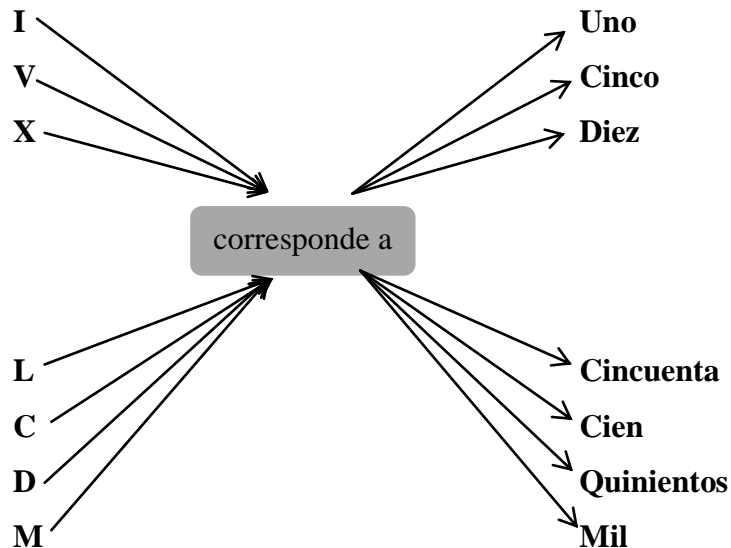 I Uno
V Cinco
X Diez
corresponde a
L Cincuenta
C Cien
D Quinientos
M Mil